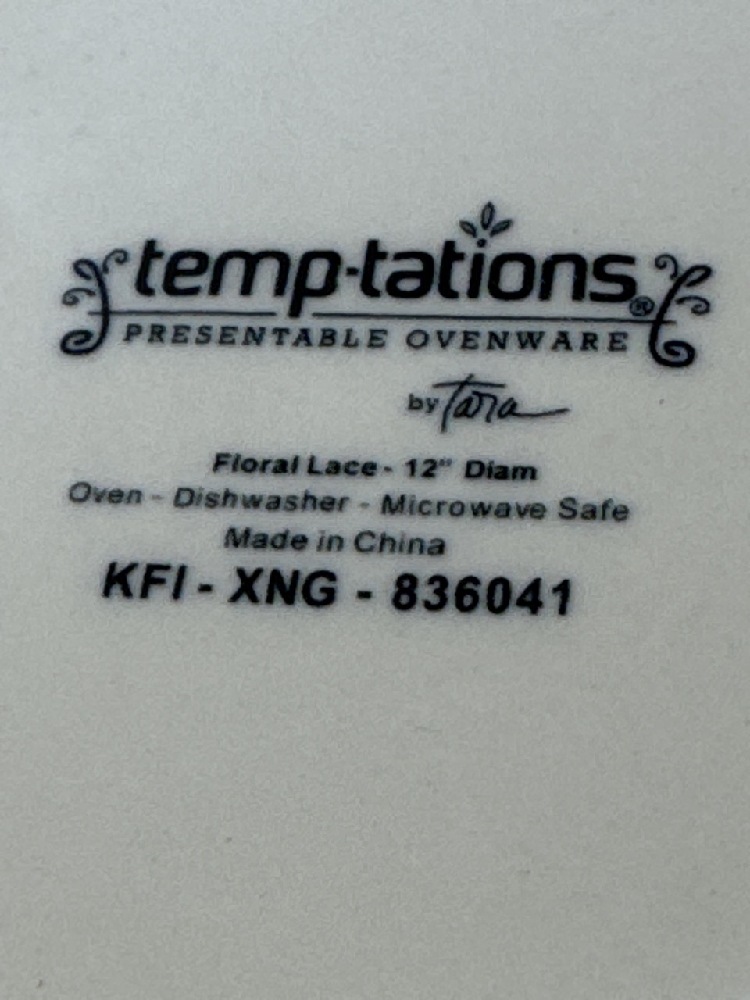 temp-tations®
PRESENTABLE OVENWARE
by Tara
Floral Lace - 12" Diam
Oven - Dishwasher - Microwave Safe
Made in China
KFI - XNG - 836041